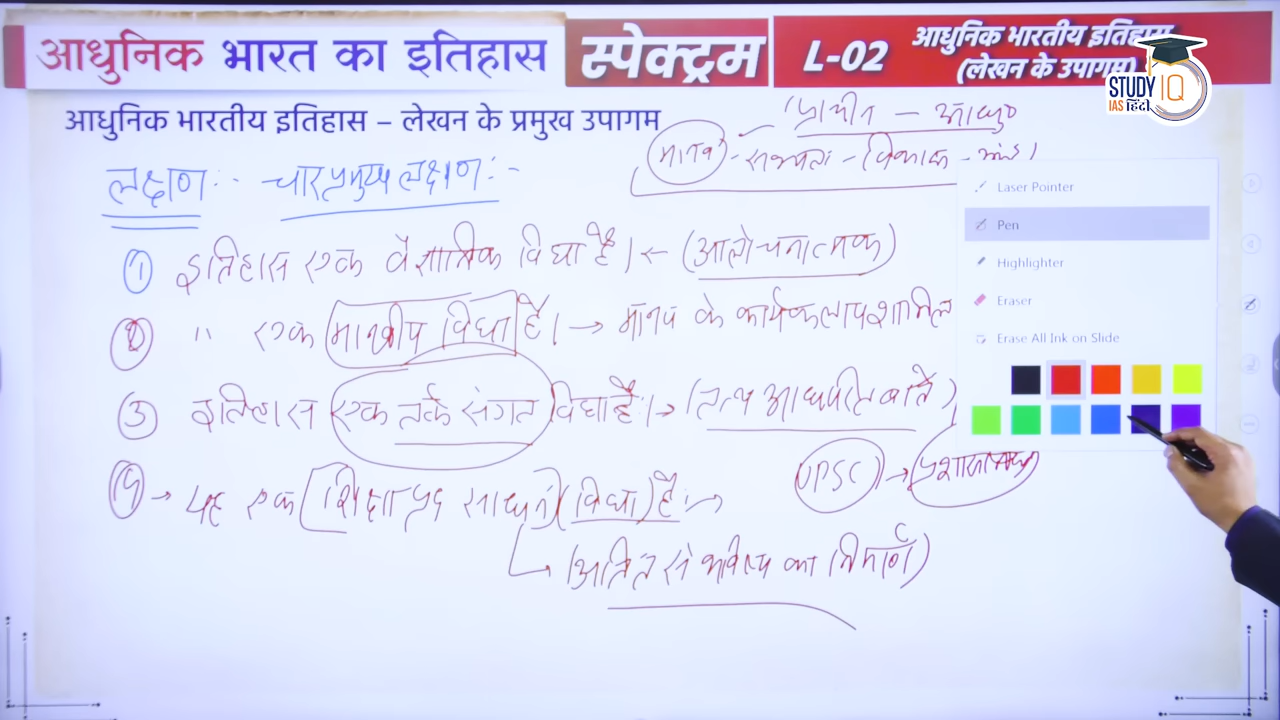 आधुनिक भारत का इतिहास
स्पेक्ट्रम
L-02
आधुनिक भारतीय इतिहास
(लेखन के उपागम)
STUDY IQ
IAS हिंदी
आधुनिक भारतीय इतिहास – लेखन के प्रमुख उपागम
(प्राचीन –
मानव - सभ्यता - विकास -
लक्षण :- चार प्रमुख लक्षण :-
① इतिहास एक वैज्ञानिक विद्या है। ← (आलोचनात्मक)
② " एक मानवीय विद्या है। → मानव के कार्यकलाप शामिल
③ इतिहास एक तर्क संगत विद्या है। → (तथ्य आधारित बातें)
④ → यह एक (शिक्षाप्रद साधन) (विद्या) है :→
UPSC →
(अतित से भविष्य का निर्माण)
Laser Pointer
Pen
Highlighter
Eraser
Erase All Ink on Slide